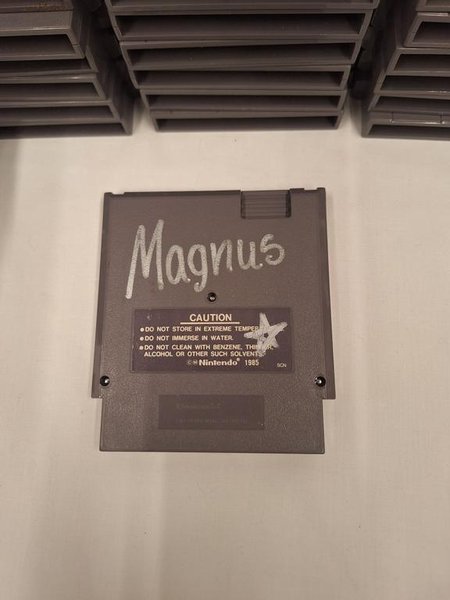 Magnus
CAUTION
• DO NOT STORE IN EXTREME TEMPER
• DO NOT IMMERSE IN WATER.
• DO NOT CLEAN WITH BENZENE, THIN
ALCOHOL OR OTHER SUCH SOLVENTS
©™ Nintendo® 1985
SCN